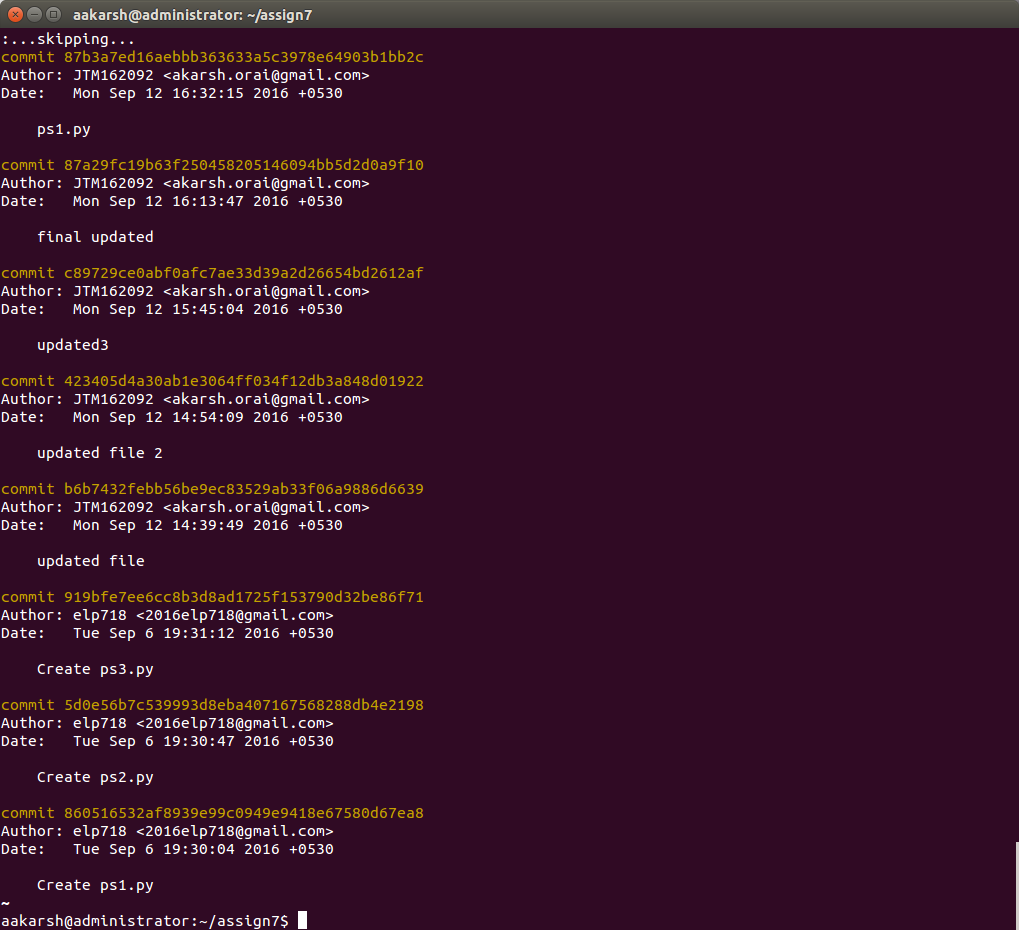 aakarsh@administrator: ~/assign7
:...skipping...
commit 87b3a7ed16aebbb363633a5c3978e64903b1bb2c
Author: JTM162092 <akarsh.orai@gmail.com>
Date:   Mon Sep 12 16:32:15 2016 +0530

    ps1.py

commit 87a29fc19b63f250458205146094bb5d2d0a9f10
Author: JTM162092 <akarsh.orai@gmail.com>
Date:   Mon Sep 12 16:13:47 2016 +0530

    final updated

commit c89729ce0abf0afc7ae33d39a2d26654bd2612af
Author: JTM162092 <akarsh.orai@gmail.com>
Date:   Mon Sep 12 15:45:04 2016 +0530

    updated3

commit 423405d4a30ab1e3064ff034f12db3a848d01922
Author: JTM162092 <akarsh.orai@gmail.com>
Date:   Mon Sep 12 14:54:09 2016 +0530

    updated file 2

commit b6b7432febb56be9ec83529ab33f06a9886d6639
Author: JTM162092 <akarsh.orai@gmail.com>
Date:   Mon Sep 12 14:39:49 2016 +0530

    updated file

commit 919bfe7ee6cc8b3d8ad1725f153790d32be86f71
Author: elp718 <2016elp718@gmail.com>
Date:   Tue Sep 6 19:31:12 2016 +0530

    Create ps3.py

commit 5d0e56b7c539993d8eba407167568288db4e2198
Author: elp718 <2016elp718@gmail.com>
Date:   Tue Sep 6 19:30:47 2016 +0530

    Create ps2.py

commit 860516532af8939e99c0949e9418e67580d67ea8
Author: elp718 <2016elp718@gmail.com>
Date:   Tue Sep 6 19:30:04 2016 +0530

    Create ps1.py
~
aakarsh@administrator:~/assign7$